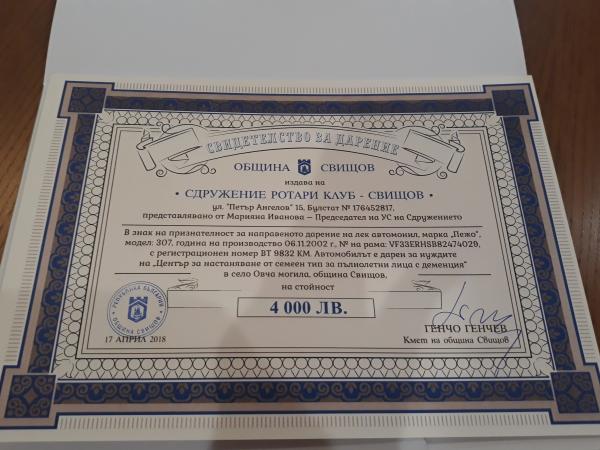 СВИДЕТЕЛСТВО ЗА ДАРЕНИЕ
ОБЩИНА СВИЩОВ
издава на
• СДРУЖЕНИЕ РОТАРИ КЛУБ - СВИЩОВ •
ул. "Петър Ангелов" 15, Булстат № 176452817,
представлявано от Марияна Иванова – Председател на УС на Сдружението
В знак на признателност за направеното дарение на лек автомобил, марка „Пежо“,
модел: 307, година на производство 06.11.2002 г., № на рама: VF33ERHSB82474029,
с регистрационен номер ВТ 9832 КМ. Автомобилът е дарен за нуждите
на „Център за настаняване от семеен тип за пълнолетни лица с деменция“
в село Овча могила, община Свищов,
на стойност
4 000 ЛВ.
РЕПУБЛИКА БЪЛГАРИЯ
ОБЩИНА СВИЩОВ
17 АПРИЛ 2018
ГЕНЧО ГЕНЧЕВ
Кмет на община Свищов